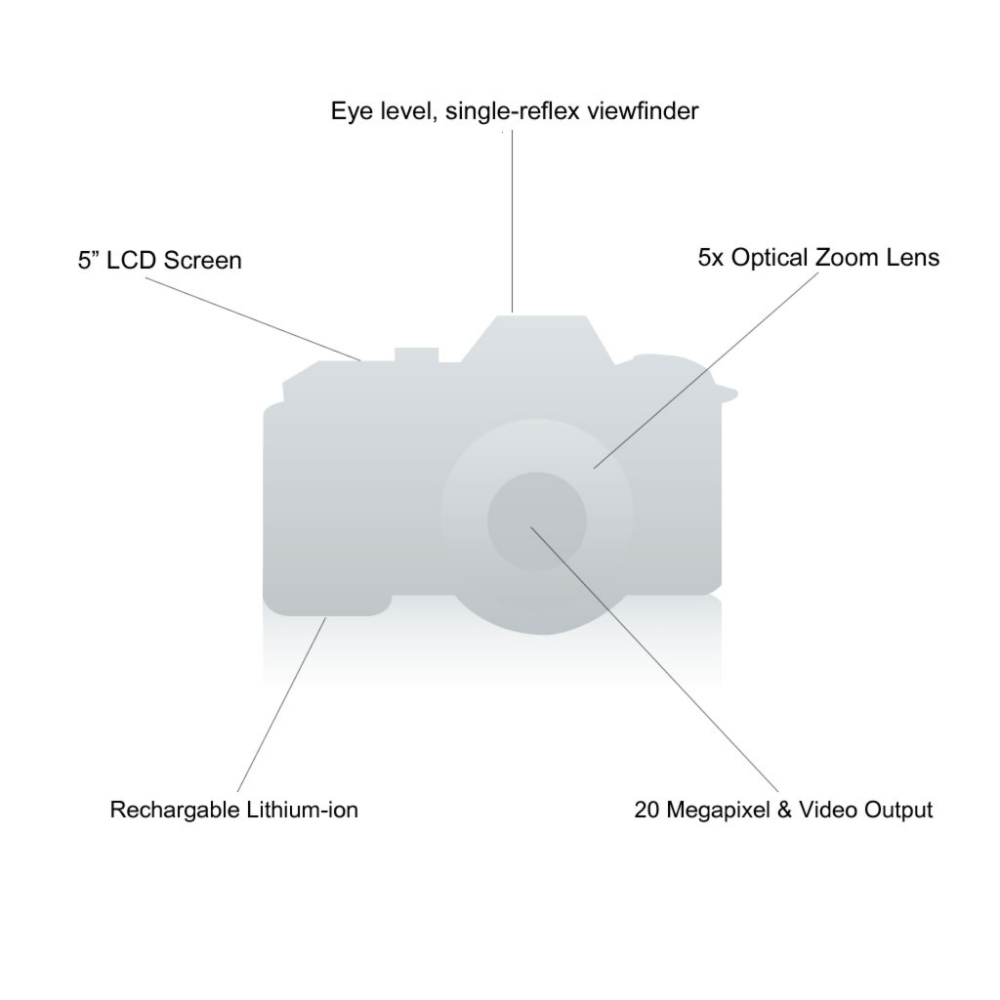 Eye level, single-reflex viewfinder
5” LCD Screen
5x Optical Zoom Lens
Rechargable Lithium-ion
20 Megapixel & Video Output